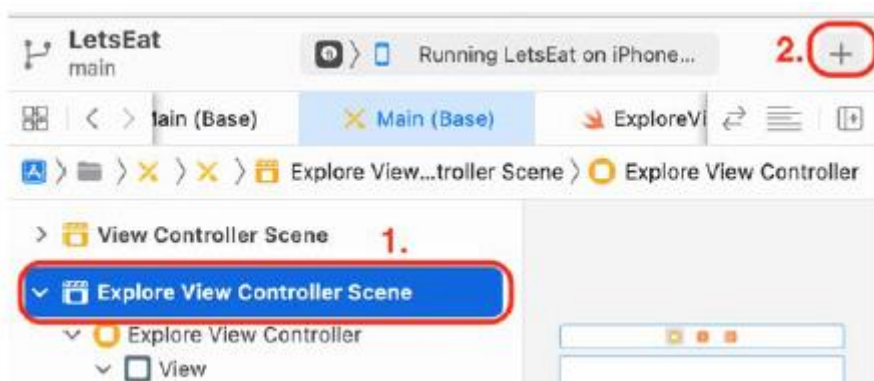 LetsEat
main
Running LetsEat on iPhone...
2.
lain (Base)
Main (Base)
ExploreVi
Explore View...troller Scene
Explore View Controller
View Controller Scene
1.
Explore View Controller Scene
Explore View Controller
View